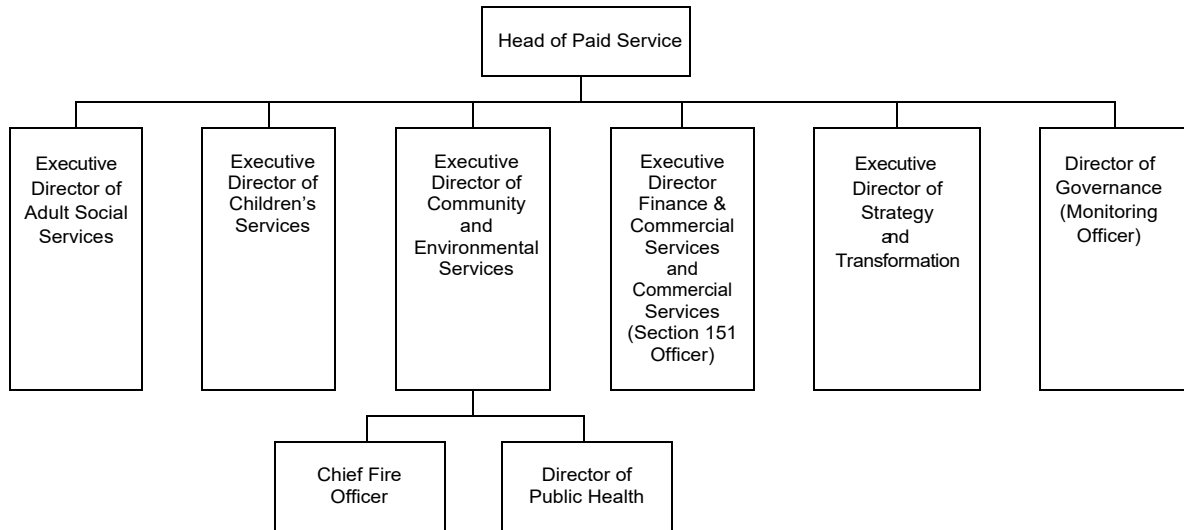 Head of Paid Service
Executive
Director of
Adult Social
Services
Executive
Director of
Children’s
Services
Executive
Director of
Community
and
Environmental
Services
Executive
Director
Finance &
Commercial
Services
and
Commercial
Services
(Section 151
Officer)
Executive
Director of
Strategy
and
Transformation
Director of
Governance
(Monitoring
Officer)
Chief Fire
Officer
Director of
Public Health